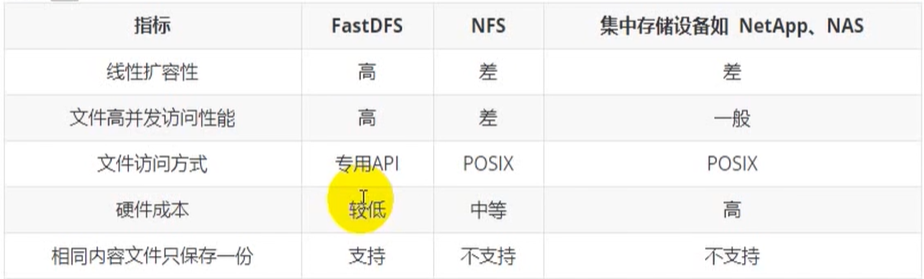 指标 FastDFS NFS 集中存储设备如 NetApp、NAS
线性扩容性 高 差 差
文件高并发访问性能 高 差 一般
文件访问方式 专用API POSIX POSIX
硬件成本 较低 中等 高
相同内容文件只保存一份 支持 不支持 不支持